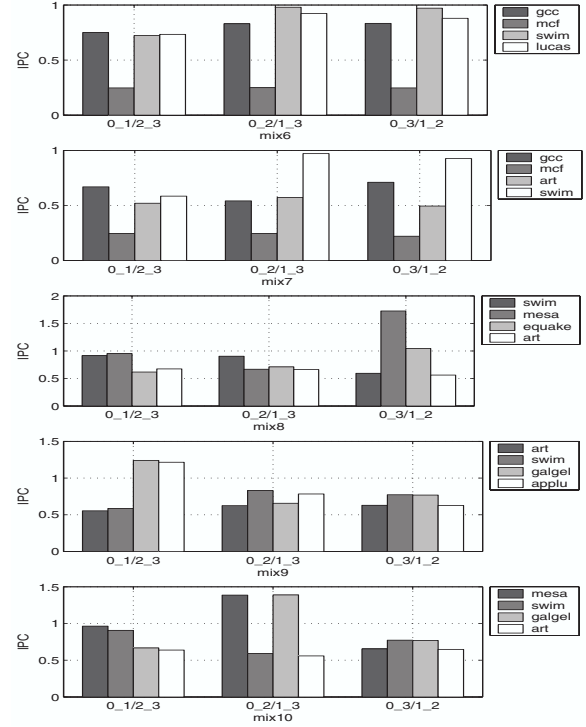 1
0.5
0
IPC
0_1/2_3
0_2/1_3
0_3/1_2
mix6
gcc
mcf
swim
lucas
1
0.5
0
IPC
0_1/2_3
0_2/1_3
0_3/1_2
mix7
gcc
mcf
art
swim
2
1.5
1
0.5
0
IPC
0_1/2_3
0_2/1_3
0_3/1_2
mix8
swim
mesa
equake
art
1.5
1
0.5
0
IPC
0_1/2_3
0_2/1_3
0_3/1_2
mix9
art
swim
galgel
applu
1.5
1
0.5
0
IPC
0_1/2_3
0_2/1_3
0_3/1_2
mix10
mesa
swim
galgel
art